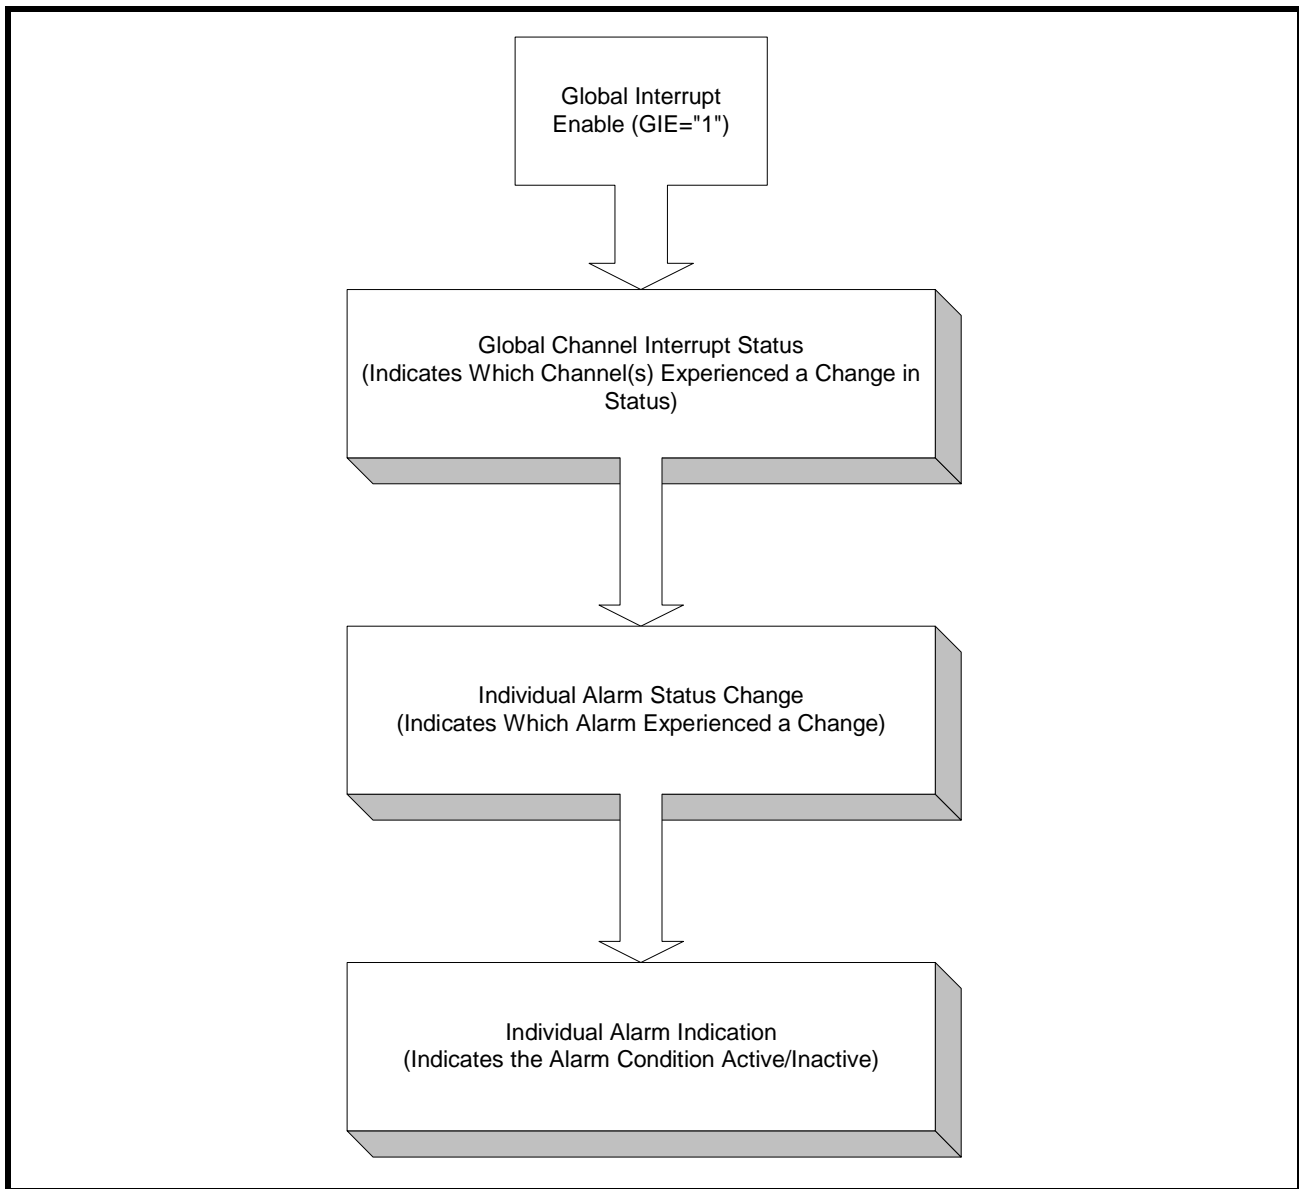 Global Interrupt
Enable (GIE="1")
Global Channel Interrupt Status
(Indicates Which Channel(s) Experienced a Change in
Status)
Individual Alarm Status Change
(Indicates Which Alarm Experienced a Change)
Individual Alarm Indication
(Indicates the Alarm Condition Active/Inactive)